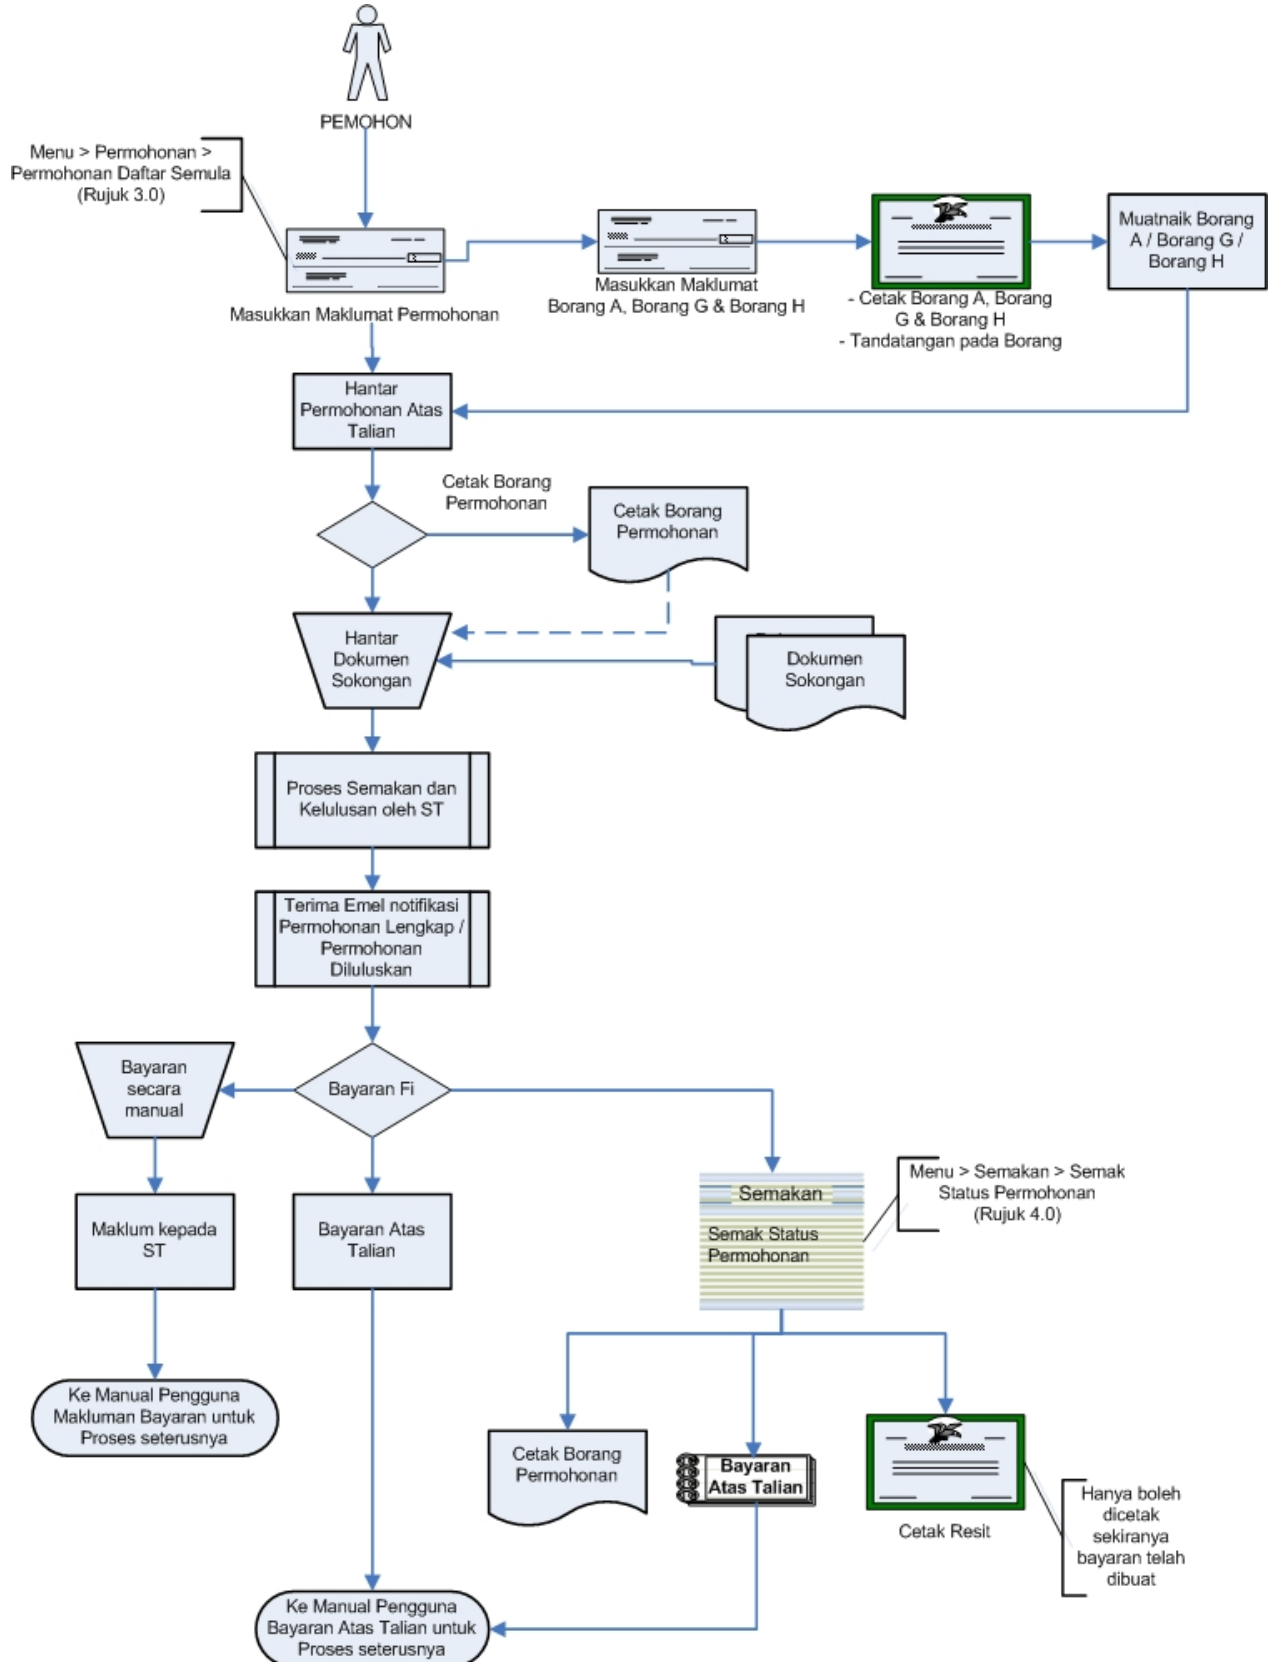 PEMOHON
Menu > Permohonan >
Permohonan Daftar Semula
(Rujuk 3.0)
Masukkan Maklumat Permohonan
Masukkan Maklumat
Borang A, Borang G & Borang H
- Cetak Borang A, Borang
G & Borang H
- Tandatangan pada Borang
Muatnaik Borang
A / Borang G /
Borang H
Hantar
Permohonan Atas
Talian
Cetak Borang
Permohonan
Cetak Borang
Permohonan
Hantar
Dokumen
Sokongan
Dokumen
Sokongan
Proses Semakan dan
Kelulusan oleh ST
Terima Emel notifikasi
Permohonan Lengkap /
Permohonan
Diluluskan
Bayaran
secara
manual
Bayaran Fi
Maklum kepada
ST
Bayaran Atas
Talian
Semakan
Semak Status
Permohonan
Menu > Semakan > Semak
Status Permohonan
(Rujuk 4.0)
Ke Manual Pengguna
Makluman Bayaran untuk
Proses seterusnya
Cetak Borang
Permohonan
Bayaran
Atas Talian
Cetak Resit
Hanya boleh
dicetak
sekiranya
bayaran telah
dibuat
Ke Manual Pengguna
Bayaran Atas Talian untuk
Proses seterusnya